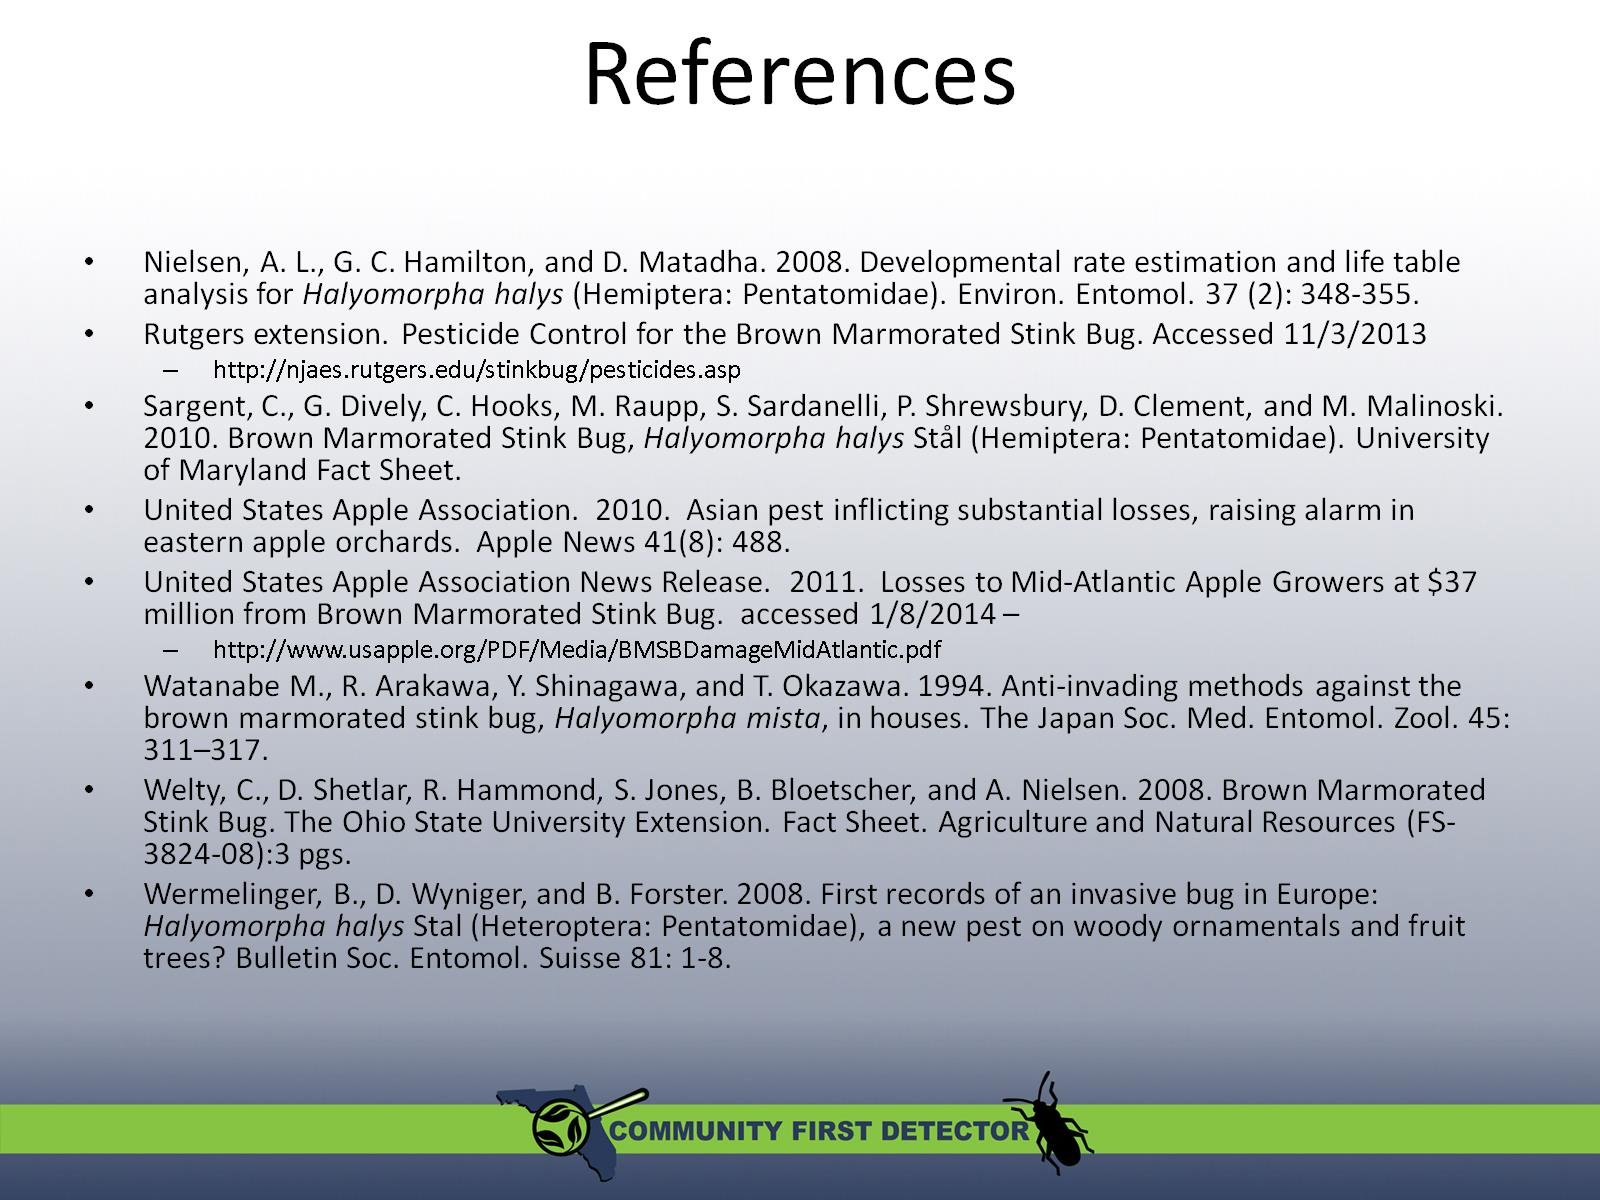 References
• Nielsen, A. L., G. C. Hamilton, and D. Matadha. 2008. Developmental rate estimation and life table
analysis for Halyomorpha halys (Hemiptera: Pentatomidae). Environ. Entomol. 37 (2): 348-355.
• Rutgers extension. Pesticide Control for the Brown Marmorated Stink Bug. Accessed 11/3/2013
– http://njaes.rutgers.edu/stinkbug/pesticides.asp
• Sargent, C., G. Dively, C. Hooks, M. Raupp, S. Sardanelli, P. Shrewsbury, D. Clement, and M. Malinoski.
2010. Brown Marmorated Stink Bug, Halyomorpha halys Stål (Hemiptera: Pentatomidae). University
of Maryland Fact Sheet.
• United States Apple Association.  2010.  Asian pest inflicting substantial losses, raising alarm in
eastern apple orchards.  Apple News 41(8): 488.
• United States Apple Association News Release.  2011.  Losses to Mid-Atlantic Apple Growers at $37
million from Brown Marmorated Stink Bug.  accessed 1/8/2014 –
– http://www.usapple.org/PDF/Media/BMSBDamageMidAtlantic.pdf
• Watanabe M., R. Arakawa, Y. Shinagawa, and T. Okazawa. 1994. Anti-invading methods against the
brown marmorated stink bug, Halyomorpha mista, in houses. The Japan Soc. Med. Entomol. Zool. 45:
311–317.
• Welty, C., D. Shetlar, R. Hammond, S. Jones, B. Bloetscher, and A. Nielsen. 2008. Brown Marmorated
Stink Bug. The Ohio State University Extension. Fact Sheet. Agriculture and Natural Resources (FS-
3824-08):3 pgs.
• Wermelinger, B., D. Wyniger, and B. Forster. 2008. First records of an invasive bug in Europe:
Halyomorpha halys Stal (Heteroptera: Pentatomidae), a new pest on woody ornamentals and fruit
trees? Bulletin Soc. Entomol. Suisse 81: 1-8.
COMMUNITY FIRST DETECTOR